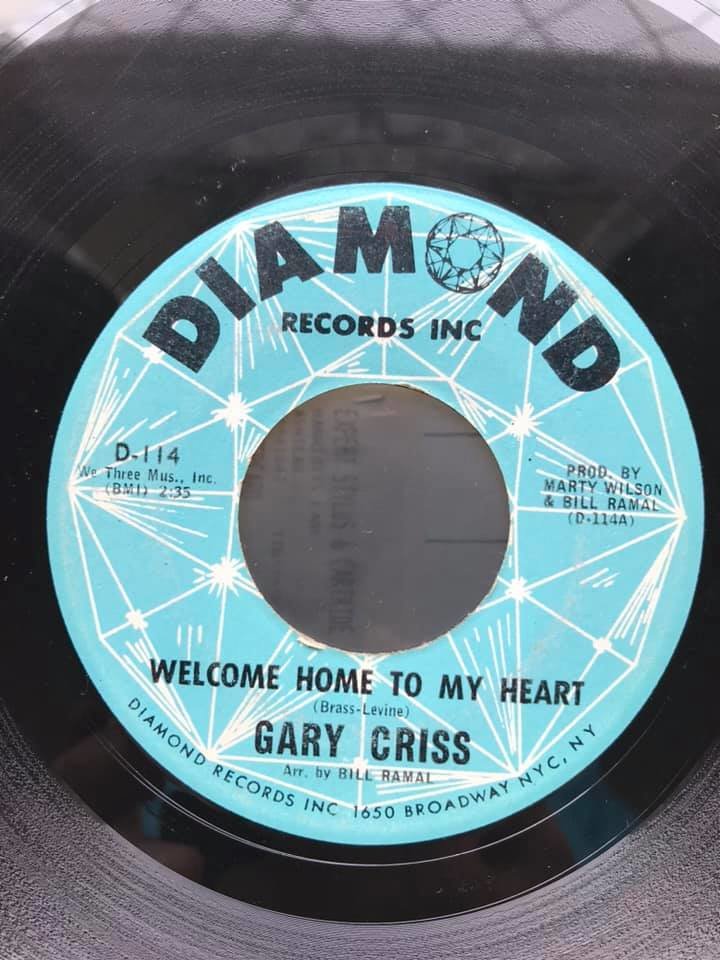 DIAMOND
RECORDS INC
D-114
We Three Mus., Inc.
(BMI) 2:35
PROD. BY
MARTY WILSON
& BILL RAMAL
(D-114A)
WELCOME HOME TO MY HEART
(Brass-Levine)
GARY CRISS
Arr. by BILL RAMAL
DIAMOND RECORDS INC 1650 BROADWAY NYC, NY